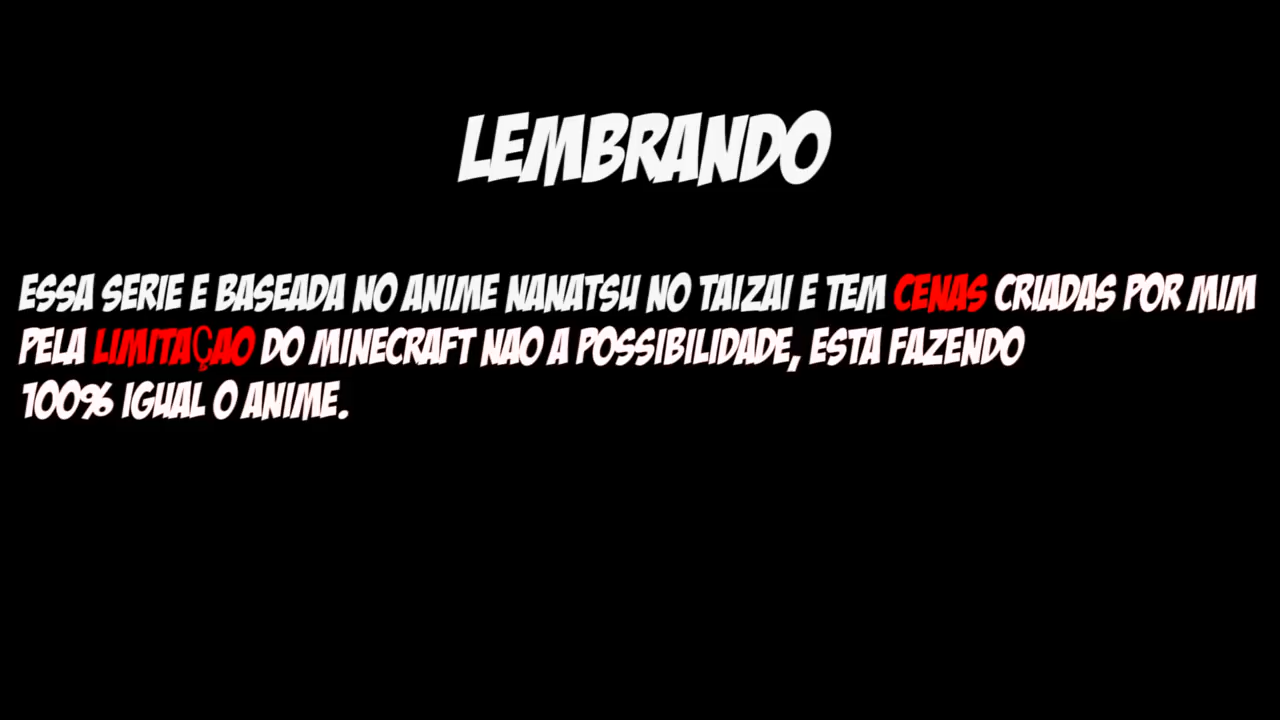 LEMBRANDO
ESSA SERIE E BASEADA NO ANIME NANATSU NO TAIZAI E TEM CENAS CRIADAS POR MIM
PELA LIMITAÇAO DO MINECRAFT NAO A POSSIBILIDADE, ESTA FAZENDO
100% IGUAL O ANIME.